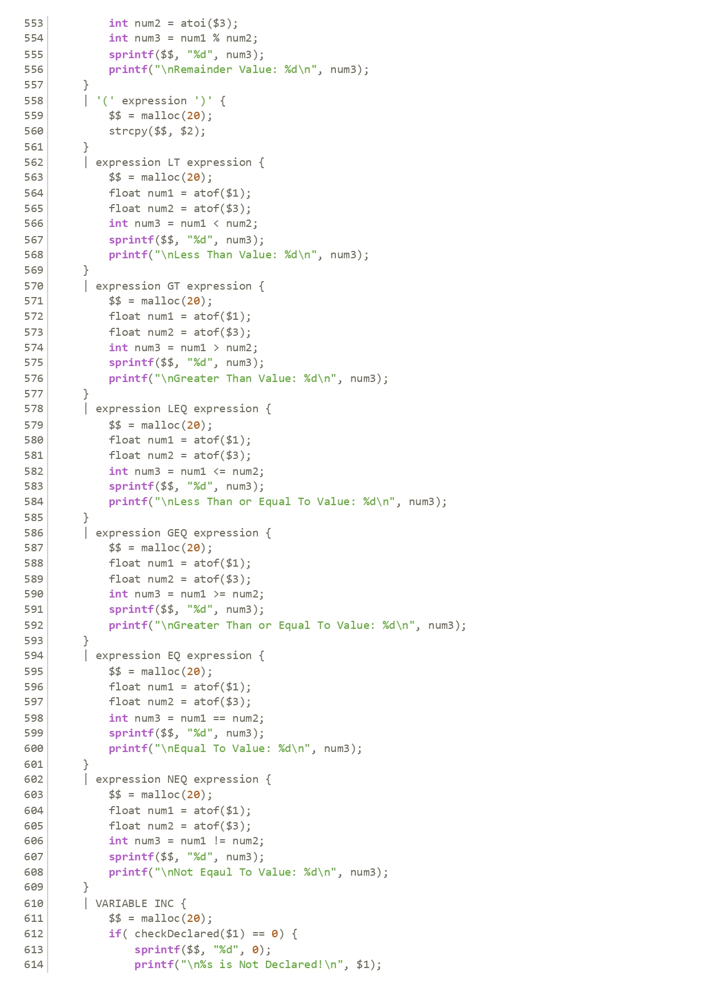 553         int num2 = atoi($3);
554         int num3 = num1 % num2;
555         sprintf($$, "%d", num3);
556         printf("\nRemainder Value: %d\n", num3);
557     }
558     | '(' expression ')' {
559         $$ = malloc(20);
560         strcpy($$, $2);
561     }
562     | expression LT expression {
563         $$ = malloc(20);
564         float num1 = atof($1);
565         float num2 = atof($3);
566         int num3 = num1 < num2;
567         sprintf($$, "%d", num3);
568         printf("\nLess Than Value: %d\n", num3);
569     }
570     | expression GT expression {
571         $$ = malloc(20);
572         float num1 = atof($1);
573         float num2 = atof($3);
574         int num3 = num1 > num2;
575         sprintf($$, "%d", num3);
576         printf("\nGreater Than Value: %d\n", num3);
577     }
578     | expression LEQ expression {
579         $$ = malloc(20);
580         float num1 = atof($1);
581         float num2 = atof($3);
582         int num3 = num1 <= num2;
583         sprintf($$, "%d", num3);
584         printf("\nLess Than or Equal To Value: %d\n", num3);
585     }
586     | expression GEQ expression {
587         $$ = malloc(20);
588         float num1 = atof($1);
589         float num2 = atof($3);
590         int num3 = num1 >= num2;
591         sprintf($$, "%d", num3);
592         printf("\nGreater Than or Equal To Value: %d\n", num3);
593     }
594     | expression EQ expression {
595         $$ = malloc(20);
596         float num1 = atof($1);
597         float num2 = atof($3);
598         int num3 = num1 == num2;
599         sprintf($$, "%d", num3);
600         printf("\nEqual To Value: %d\n", num3);
601     }
602     | expression NEQ expression {
603         $$ = malloc(20);
604         float num1 = atof($1);
605         float num2 = atof($3);
606         int num3 = num1 != num2;
607         sprintf($$, "%d", num3);
608         printf("\nNot Eqaul To Value: %d\n", num3);
609     }
610     | VARIABLE INC {
611         $$ = malloc(20);
612         if( checkDeclared($1) == 0) {
613             sprintf($$, "%d", 0);
614             printf("\n%s is Not Declared!\n", $1);